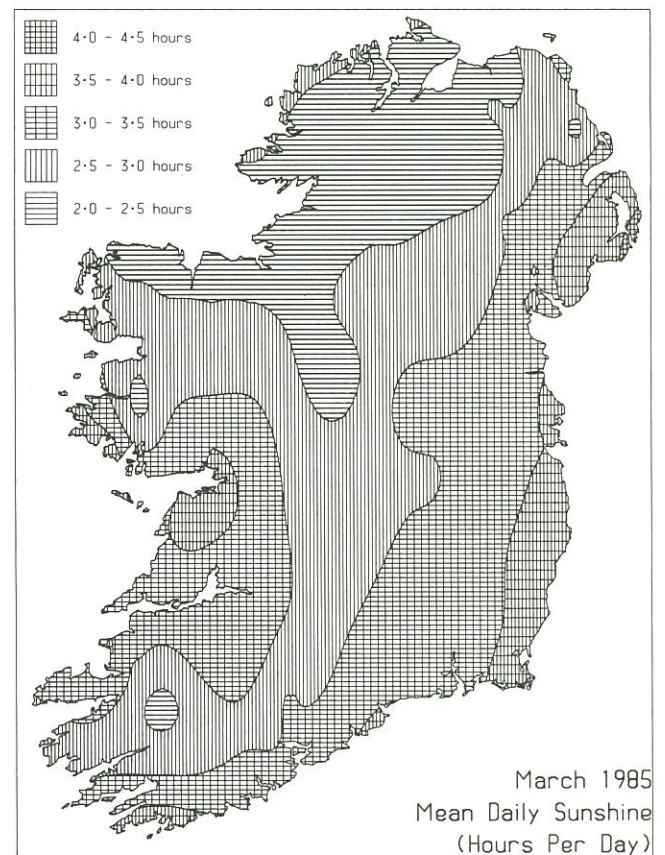 4·0 - 4·5 hours
3·5 - 4·0 hours
3·0 - 3·5 hours
2·5 - 3·0 hours
2·0 - 2·5 hours
March 1985
Mean Daily Sunshine
(Hours Per Day)